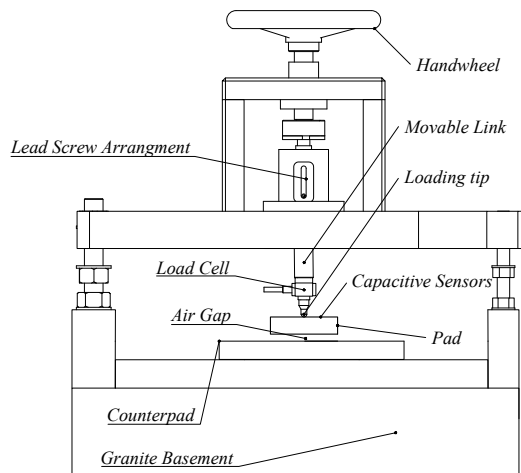 Handwheel
Movable Link
Lead Screw Arrangment
Loading tip
Load Cell
Capacitive Sensors
Air Gap
Pad
Counterpad
Granite Basement